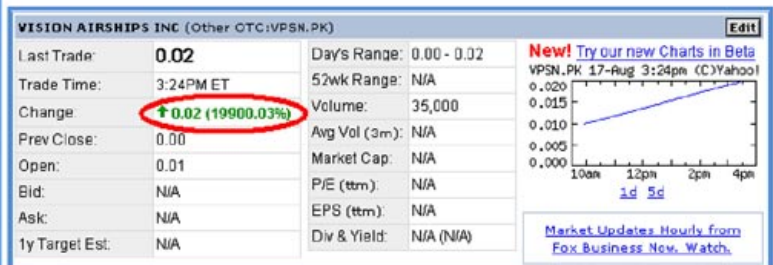 VISION AIRSHIPS INC (Other OTC:VPSN.PK) Edit
Last Trade: 0.02
Trade Time: 3:24PM ET
Change: 0.02 (19900.03%)
Prev Close: 0.00
Open: 0.01
Bid: N/A
Ask: N/A
1y Target Est: N/A
Day's Range: 0.00 - 0.02
52wk Range: N/A
Volume: 35,000
Avg Vol (3m): N/A
Market Cap: N/A
P/E (ttm): N/A
EPS (ttm): N/A
Div & Yield: N/A (N/A)
New! Try our new Charts in Beta
VPSN.PK 17-Aug 3:24pm (C)Yahoo!
0.020
0.015
0.010
0.005
0.000
10am 12pm 2pm 4pm
1d 5d
Market Updates Hourly from
Fox Business Now. Watch.